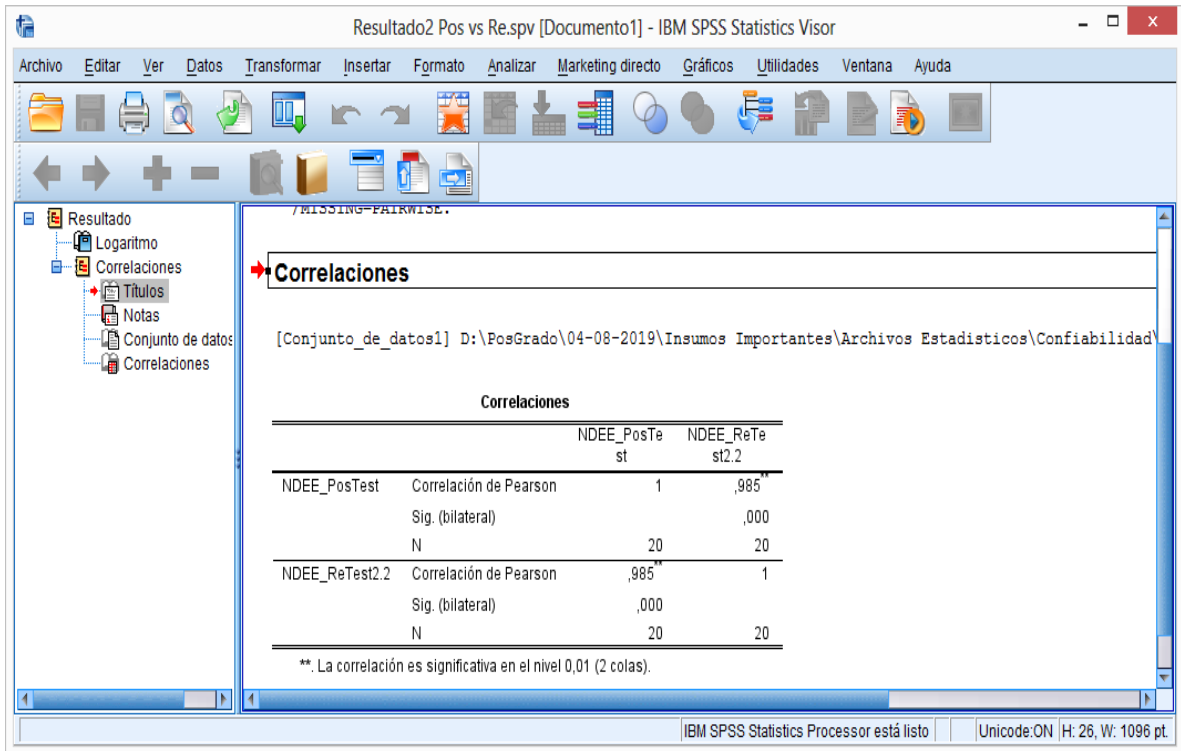 Resultado2 Pos vs Re.spv [Documento1] - IBM SPSS Statistics Visor
Archivo Editar Ver Datos Transformar Insertar Formato Analizar Marketing directo Gráficos Utilidades Ventana Ayuda
Resultado
Logaritmo
Correlaciones
Títulos
Notas
Conjunto de datos
Correlaciones
/MISSING=PAIRWISE.
Correlaciones
[Conjunto_de_datos1] D:\PosGrado\04-08-2019\Insumos Importantes\Archivos Estadisticos\Confiabilidad\
Correlaciones
NDEE_PosTe
st
NDEE_ReTe
st2.2
NDEE_PosTest Correlación de Pearson 1 ,985**
Sig. (bilateral) ,000
N 20 20
NDEE_ReTest2.2 Correlación de Pearson ,985** 1
Sig. (bilateral) ,000
N 20 20
**. La correlación es significativa en el nivel 0,01 (2 colas).
IBM SPSS Statistics Processor está listo Unicode:ON H: 26, W: 1096 pt.